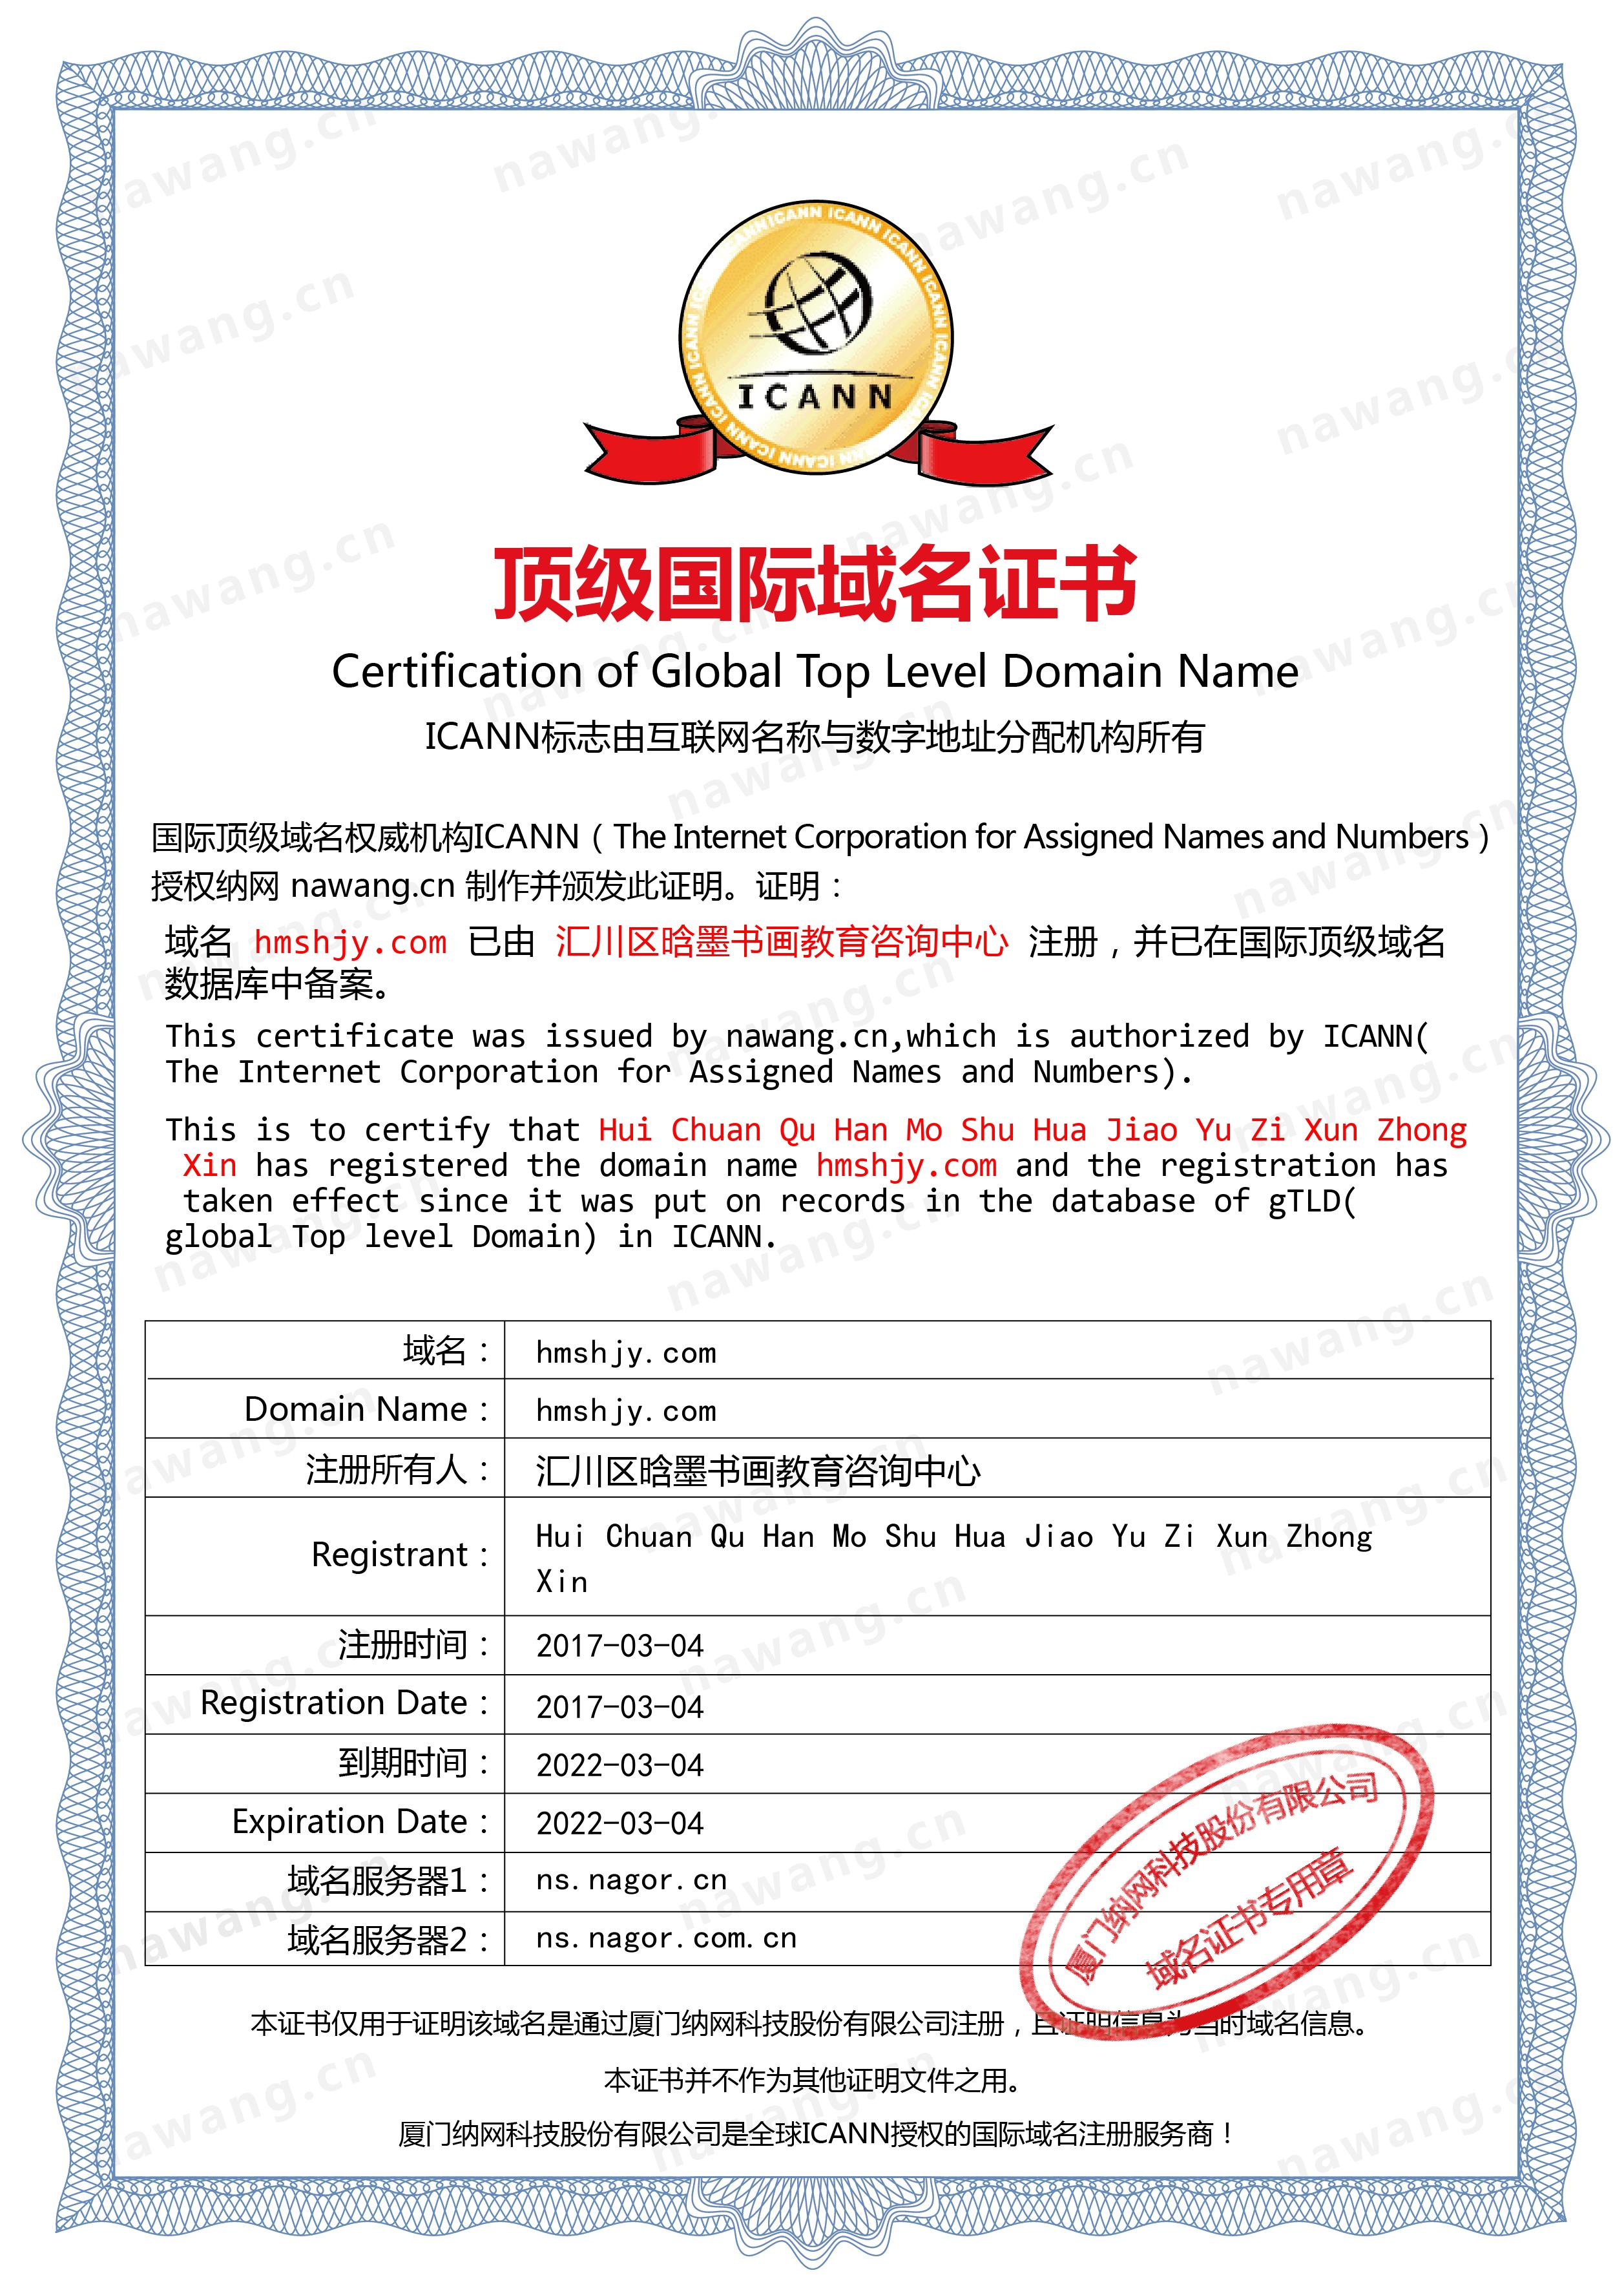 ICANN
顶级国际域名证书
Certification of Global Top Level Domain Name
ICANN标志由互联网名称与数字地址分配机构所有
国际顶级域名权威机构ICANN（The Internet Corporation for Assigned Names and Numbers）
授权纳网 nawang.cn 制作并颁发此证明。证明：
域名 hmshjy.com 已由 汇川区晗墨书画教育咨询中心 注册，并已在国际顶级域名
数据库中备案。
This certificate was issued by nawang.cn,which is authorized by ICANN(
The Internet Corporation for Assigned Names and Numbers).
This is to certify that Hui Chuan Qu Han Mo Shu Hua Jiao Yu Zi Xun Zhong
Xin has registered the domain name hmshjy.com and the registration has
taken effect since it was put on records in the database of gTLD(
global Top level Domain) in ICANN.
域名： hmshjy.com
Domain Name： hmshjy.com
注册所有人： 汇川区晗墨书画教育咨询中心
Registrant： Hui Chuan Qu Han Mo Shu Hua Jiao Yu Zi Xun Zhong
Xin
注册时间： 2017-03-04
Registration Date： 2017-03-04
到期时间： 2022-03-04
Expiration Date： 2022-03-04
域名服务器1： ns.nagor.cn
域名服务器2： ns.nagor.com.cn
厦门纳网科技股份有限公司
域名证书专用章
本证书仅用于证明该域名是通过厦门纳网科技股份有限公司注册，且证明信息为当时域名信息。
本证书并不作为其他证明文件之用。
厦门纳网科技股份有限公司是全球ICANN授权的国际域名注册服务商！